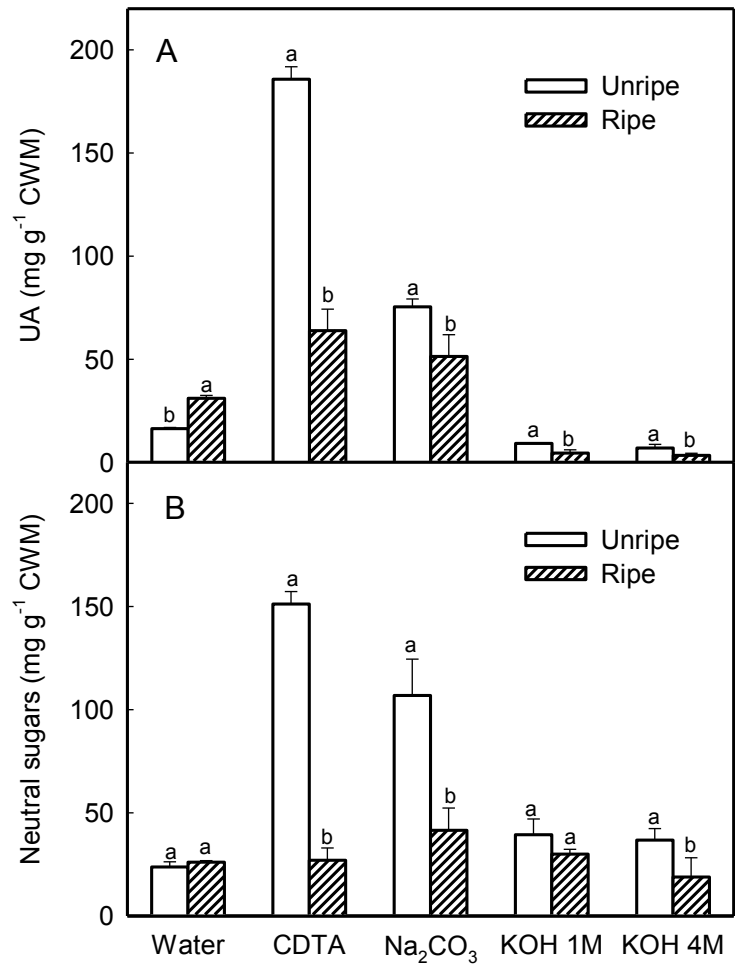 A
UA (mg g⁻¹ CWM)
200
150
100
50
0
Unripe
Ripe
b
a
a
b
a
b
a
b
a
b
B
Neutral sugars (mg g⁻¹ CWM)
200
150
100
50
0
Unripe
Ripe
a
a
a
b
a
b
a
a
a
b
Water CDTA Na₂CO₃ KOH 1M KOH 4M